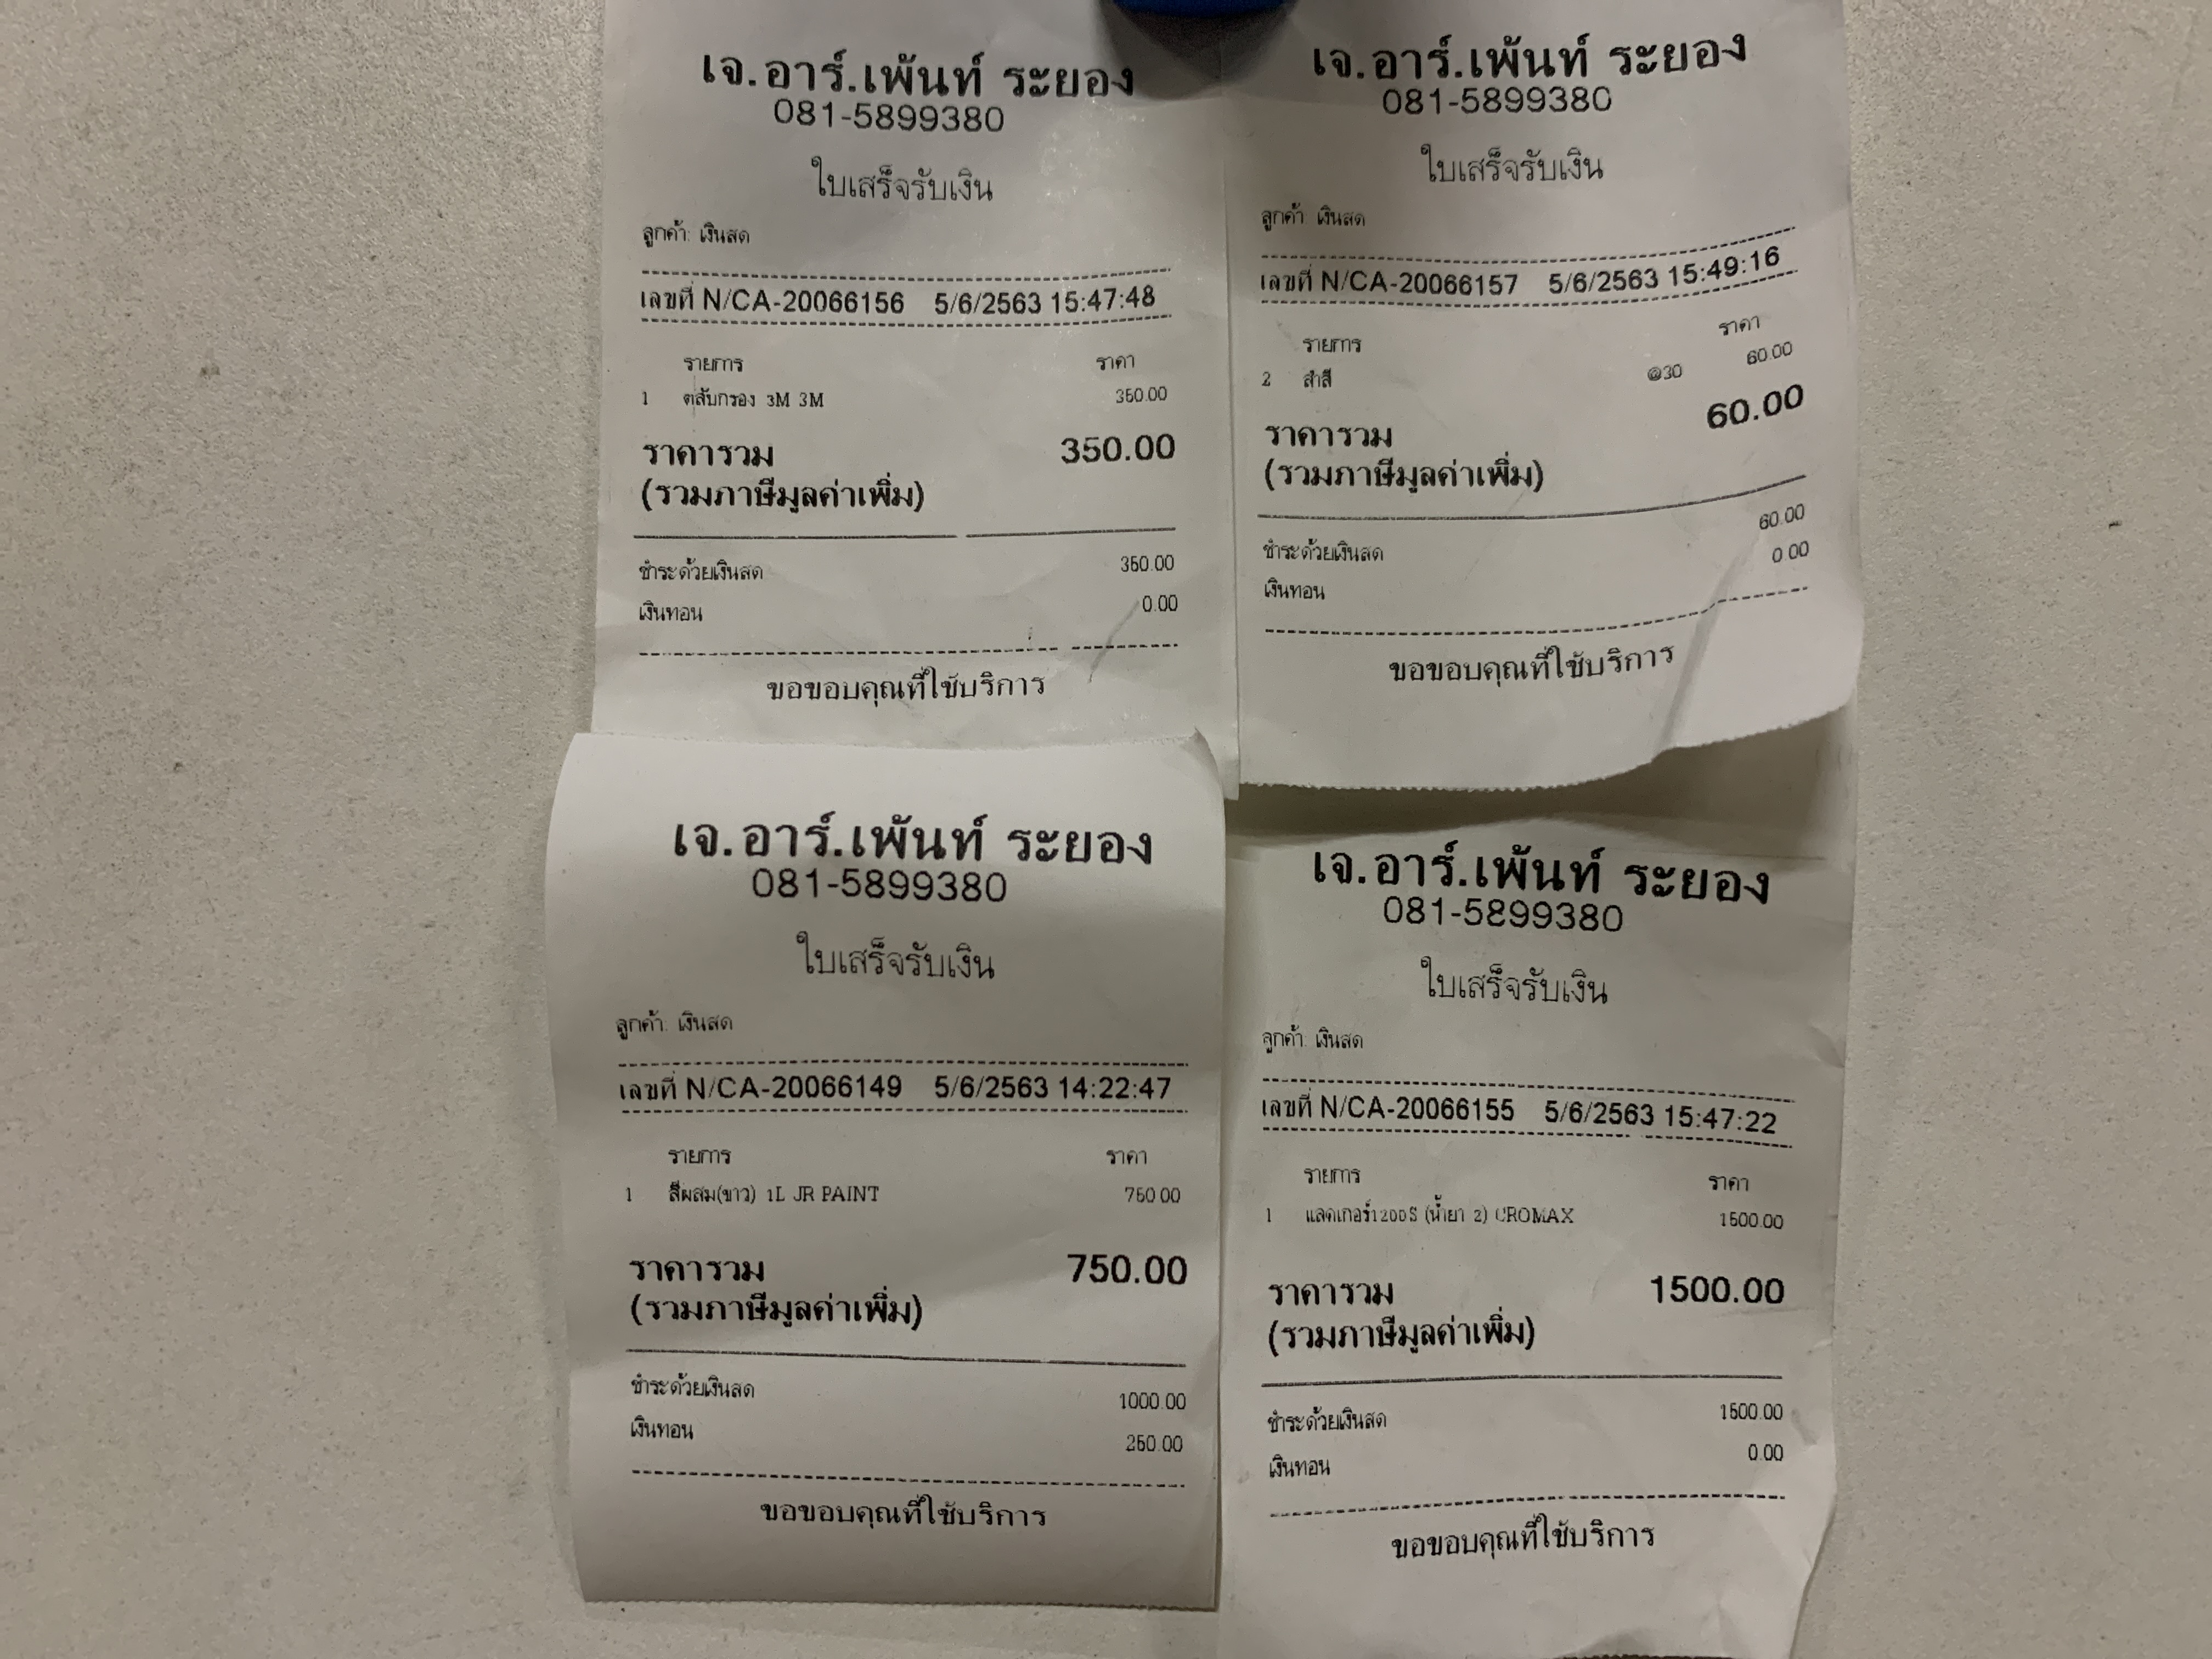 เจ.อาร์.เพ้นท์ ระยอง
081-5899380
ใบเสร็จรับเงิน
ลูกค้า: เงินสด
เลขที่ N/CA-20066156 5/6/2563 15:47:48
รายการ ราคา
1 ตลับกรอง 3M 3M 350.00
ราคารวม 350.00
(รวมภาษีมูลค่าเพิ่ม)
ชำระด้วยเงินสด 350.00
เงินทอน 0.00
ขอขอบคุณที่ใช้บริการ
เจ.อาร์.เพ้นท์ ระยอง
081-5899380
ใบเสร็จรับเงิน
ลูกค้า: เงินสด
เลขที่ N/CA-20066157 5/6/2563 15:49:16
รายการ ราคา
2 สำลี @30 60.00
ราคารวม 60.00
(รวมภาษีมูลค่าเพิ่ม)
ชำระด้วยเงินสด 60.00
เงินทอน 0.00
ขอขอบคุณที่ใช้บริการ
เจ.อาร์.เพ้นท์ ระยอง
081-5899380
ใบเสร็จรับเงิน
ลูกค้า: เงินสด
เลขที่ N/CA-20066149 5/6/2563 14:22:47
รายการ ราคา
1 สีผสม(ขาว) 1L JR PAINT 750.00
ราคารวม 750.00
(รวมภาษีมูลค่าเพิ่ม)
ชำระด้วยเงินสด 1000.00
เงินทอน 250.00
ขอขอบคุณที่ใช้บริการ
เจ.อาร์.เพ้นท์ ระยอง
081-5899380
ใบเสร็จรับเงิน
ลูกค้า: เงินสด
เลขที่ N/CA-20066155 5/6/2563 15:47:22
รายการ ราคา
1 แลคเกอร์1200S (น้ำยา 2) CROMAX 1500.00
ราคารวม 1500.00
(รวมภาษีมูลค่าเพิ่ม)
ชำระด้วยเงินสด 1500.00
เงินทอน 0.00
ขอขอบคุณที่ใช้บริการ